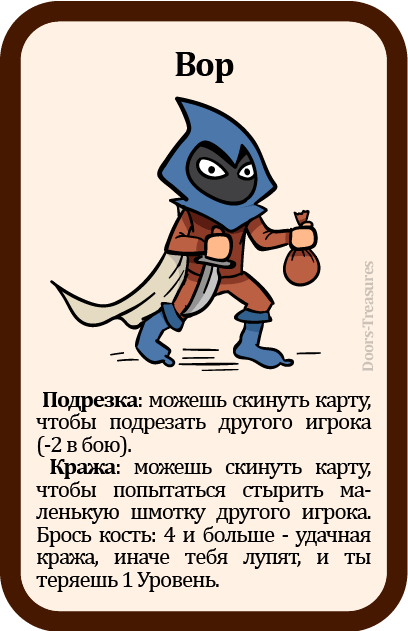 Вор
Doors-Treasures
Подрезка: можешь скинуть карту,
чтобы подрезать другого игрока
(-2 в бою).
Кража: можешь скинуть карту,
чтобы попытаться стырить ма-
ленькую шмотку другого игрока.
Брось кость: 4 и больше - удачная
кража, иначе тебя лупят, и ты
теряешь 1 Уровень.